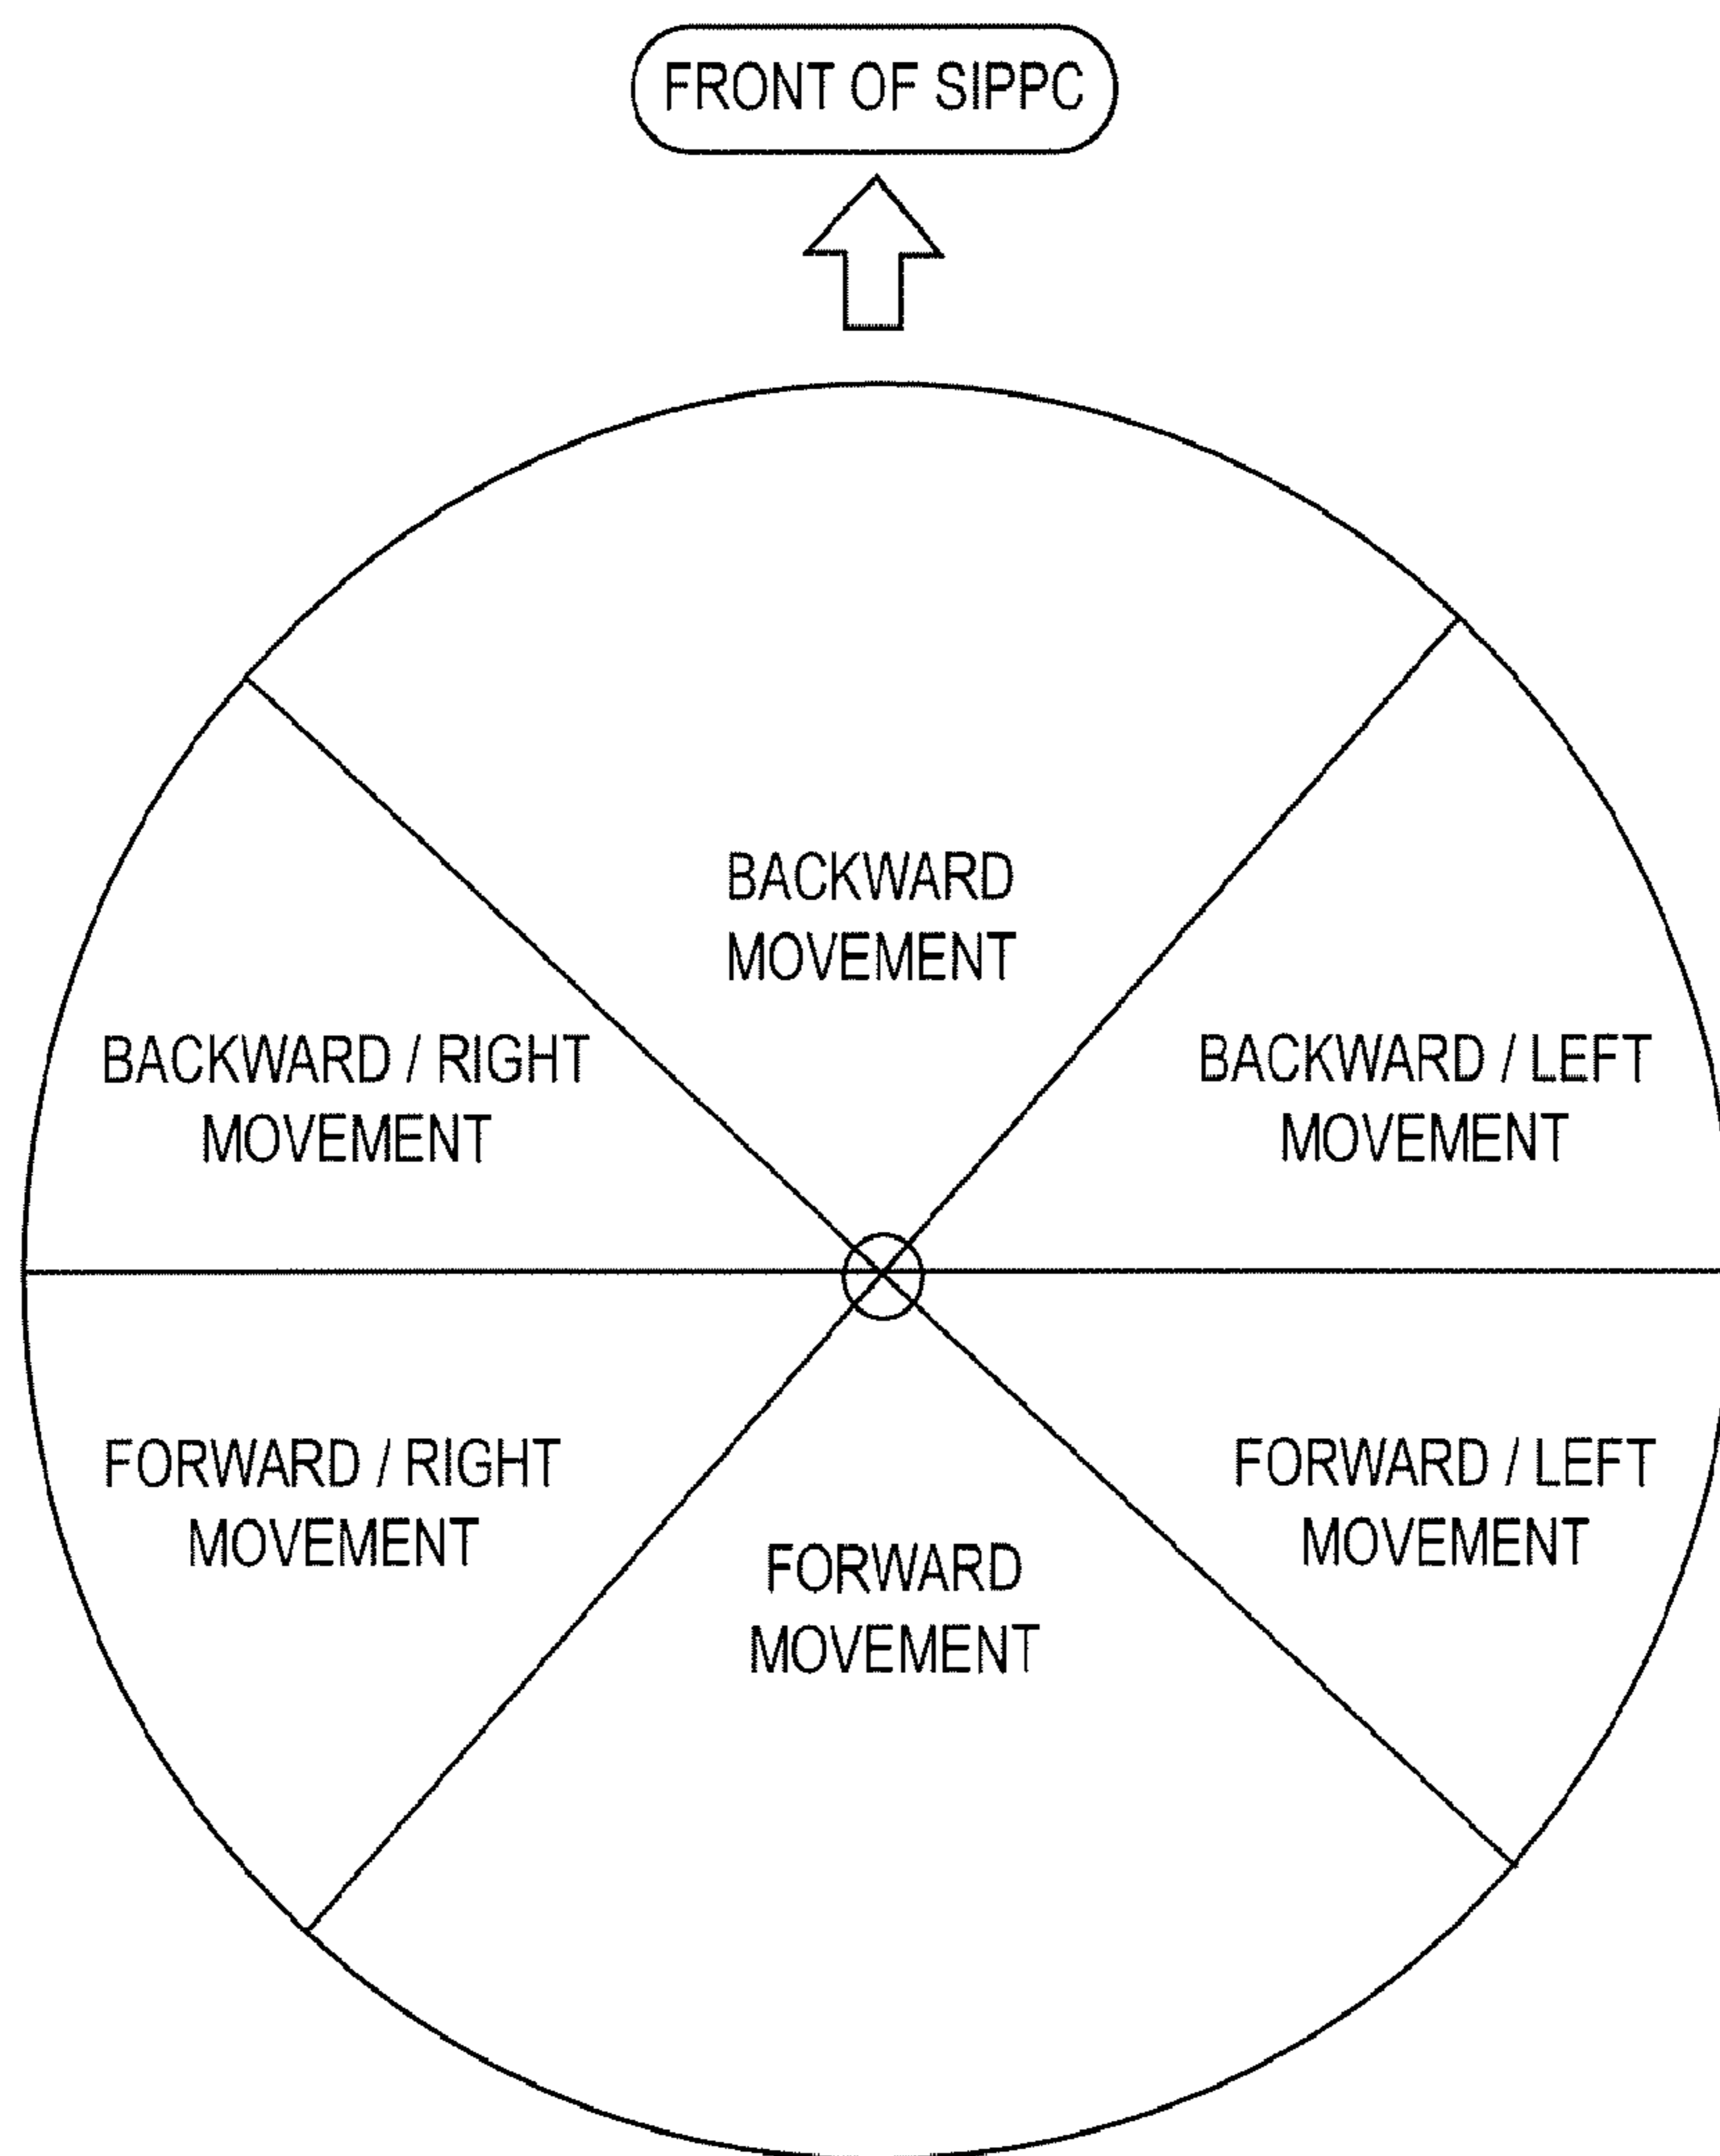 FRONT OF SIPPC
BACKWARD
MOVEMENT
BACKWARD / RIGHT
MOVEMENT
BACKWARD / LEFT
MOVEMENT
FORWARD / RIGHT
MOVEMENT
FORWARD / LEFT
MOVEMENT
FORWARD
MOVEMENT